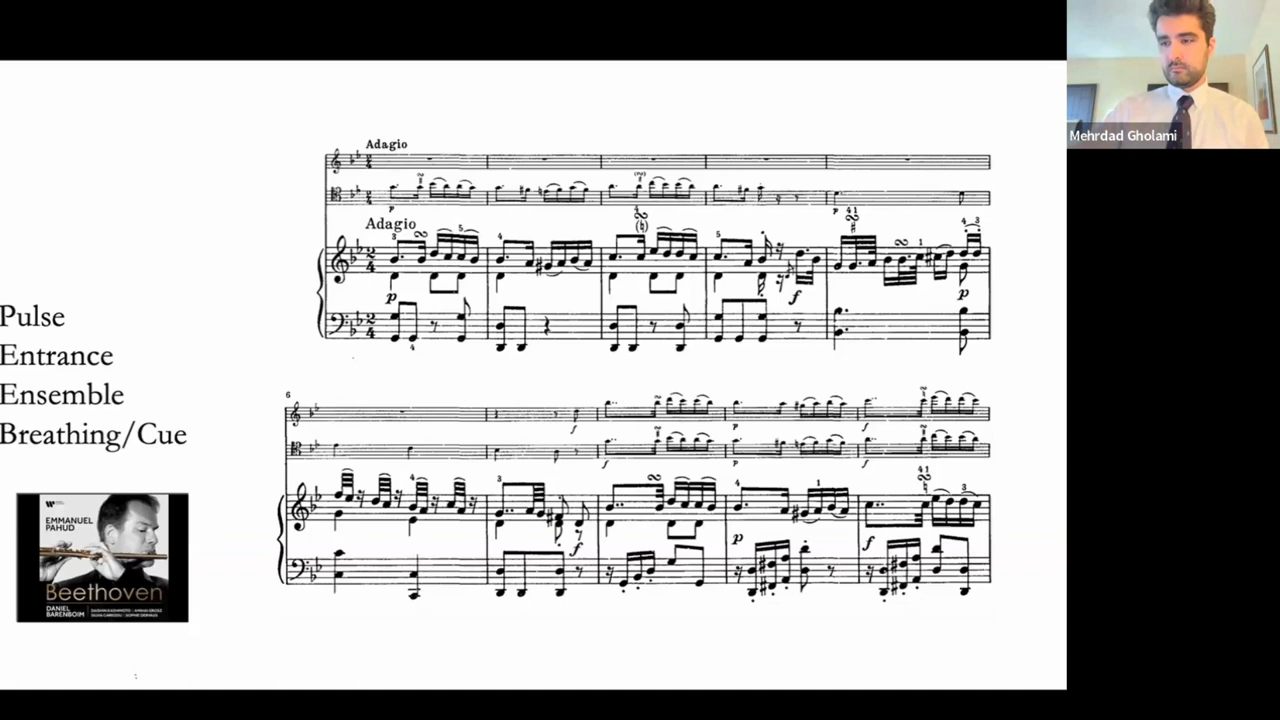 Mehrdad Gholami
Adagio
Adagio
Pulse
Entrance
Ensemble
Breathing/Cue
EMMANUEL
PAHUD
Beethoven
DANIEL
BARENBOIM